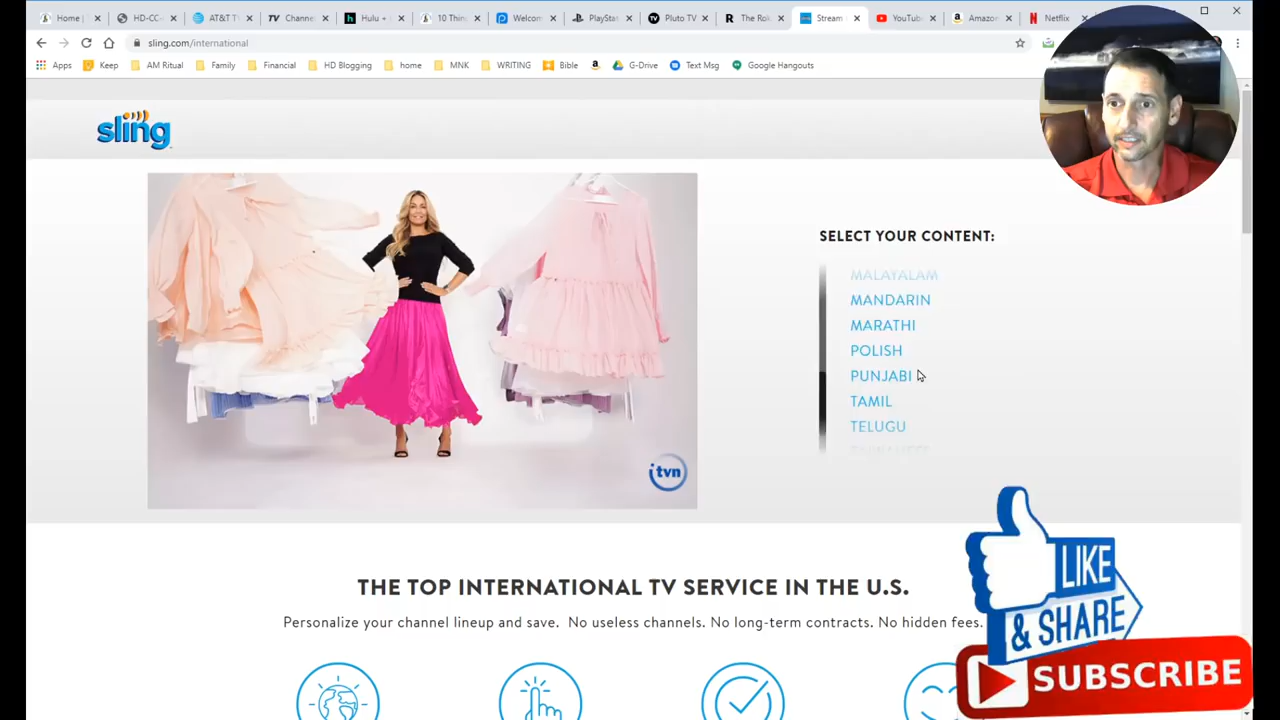 Home |
HD-CC-
AT&T T
Channe
Hulu +
10 Thin
Welcom
PlaySta
Pluto TV
The Rok
Stream
YouTub
Amazon
Netflix
sling.com/international
Apps
Keep
AM Ritual
Family
Financial
HD Blogging
home
MNK
WRITING
Bible
G-Drive
Text Msg
Google Hangouts
sling
SELECT YOUR CONTENT:
MALAYALAM
MANDARIN
MARATHI
POLISH
PUNJABI
TAMIL
TELUGU
itvn
THE TOP INTERNATIONAL TV SERVICE IN THE U.S.
Personalize your channel lineup and save. No useless channels. No long-term contracts. No hidden fees.
LIKE
& SHARE
SUBSCRIBE